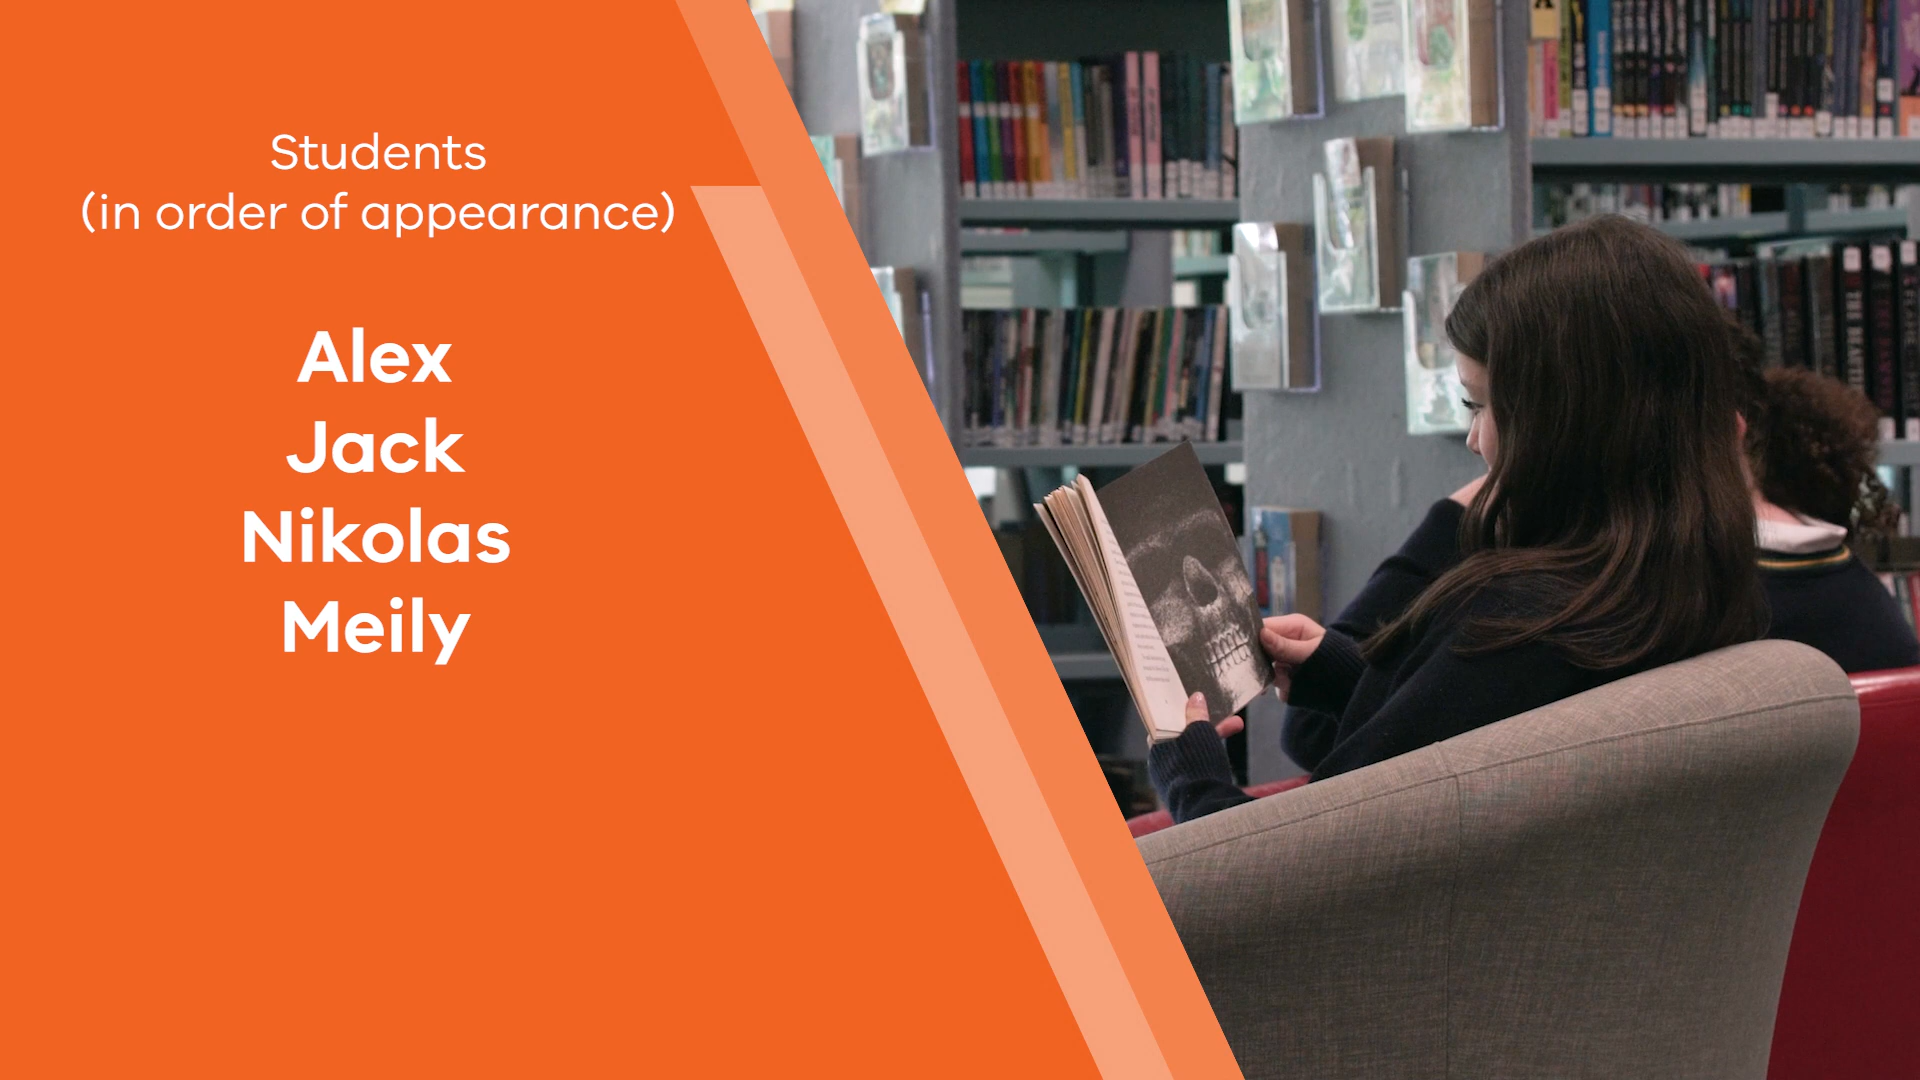 Students
(in order of appearance)
Alex
Jack
Nikolas
Meily